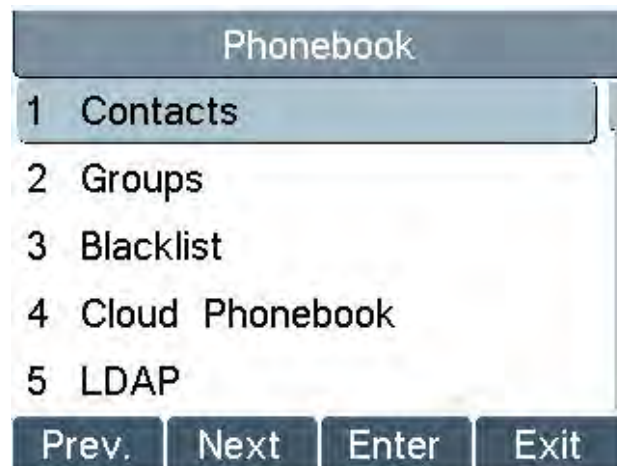 Phonebook
1 Contacts
2 Groups
3 Blacklist
4 Cloud Phonebook
5 LDAP
Prev. Next Enter Exit